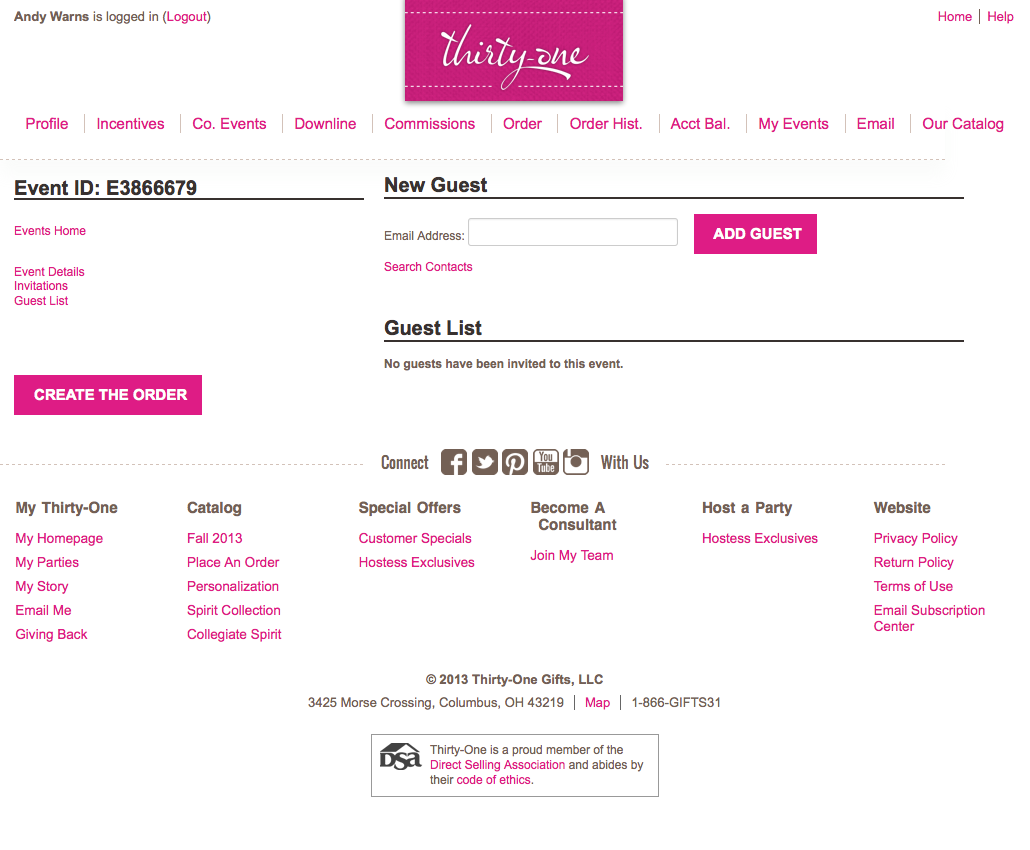 Andy Warns is logged in (Logout)
Home | Help
thirty-one
Profile | Incentives | Co. Events | Downline | Commissions | Order | Order Hist. | Acct Bal. | My Events | Email | Our Catalog
Event ID: E3866679
Events Home
Event Details
Invitations
Guest List
CREATE THE ORDER
New Guest
Email Address:
ADD GUEST
Search Contacts
Guest List
No guests have been invited to this event.
Connect
You
Tube
With Us
My Thirty-One
My Homepage
My Parties
My Story
Email Me
Giving Back
Catalog
Fall 2013
Place An Order
Personalization
Spirit Collection
Collegiate Spirit
Special Offers
Customer Specials
Hostess Exclusives
Become A
Consultant
Join My Team
Host a Party
Hostess Exclusives
Website
Privacy Policy
Return Policy
Terms of Use
Email Subscription
Center
© 2013 Thirty-One Gifts, LLC
3425 Morse Crossing, Columbus, OH 43219 | Map | 1-866-GIFTS31
DSA
Thirty-One is a proud member of the
Direct Selling Association and abides by
their code of ethics.